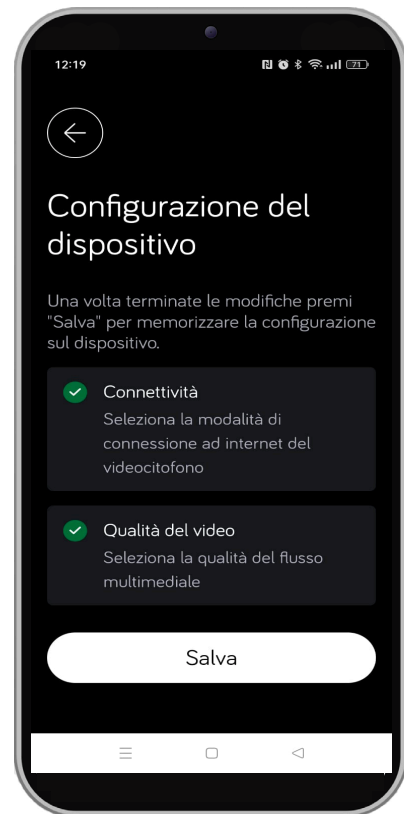 12:19
71
Configurazione del
dispositivo
Una volta terminate le modifiche premi
"Salva" per memorizzare la configurazione
sul dispositivo.
Connettività
Seleziona la modalità di
connessione ad internet del
videocitofono
Qualità del video
Seleziona la qualità del flusso
multimediale
Salva